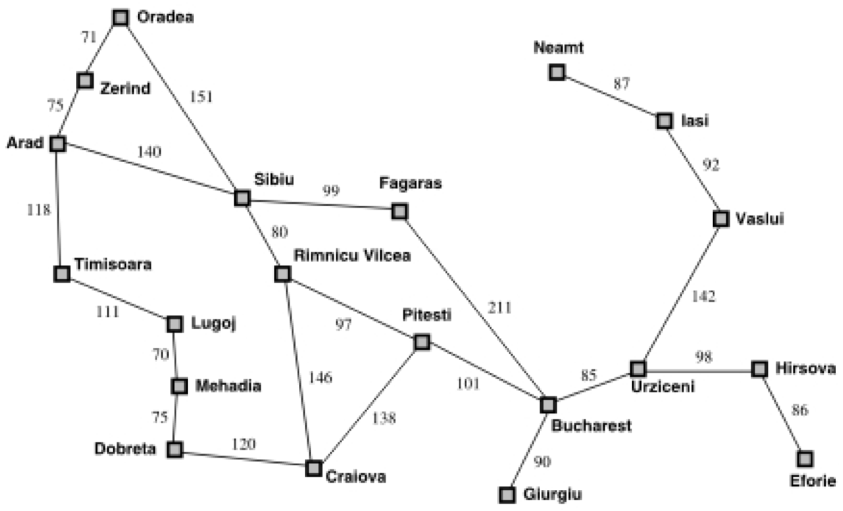 Oradea
71
Neamt
Zerind
87
151
75
Iasi
Arad
140
92
Sibiu
99
Fagaras
118
Vaslui
80
Timisoara
Rimnicu Vilcea
142
111
Lugoj
97
Pitesti
211
70
146
101
85
98
Hirsova
Mehadia
Urziceni
75
138
86
Bucharest
Dobreta
120
90
Craiova
Eforie
Giurgiu